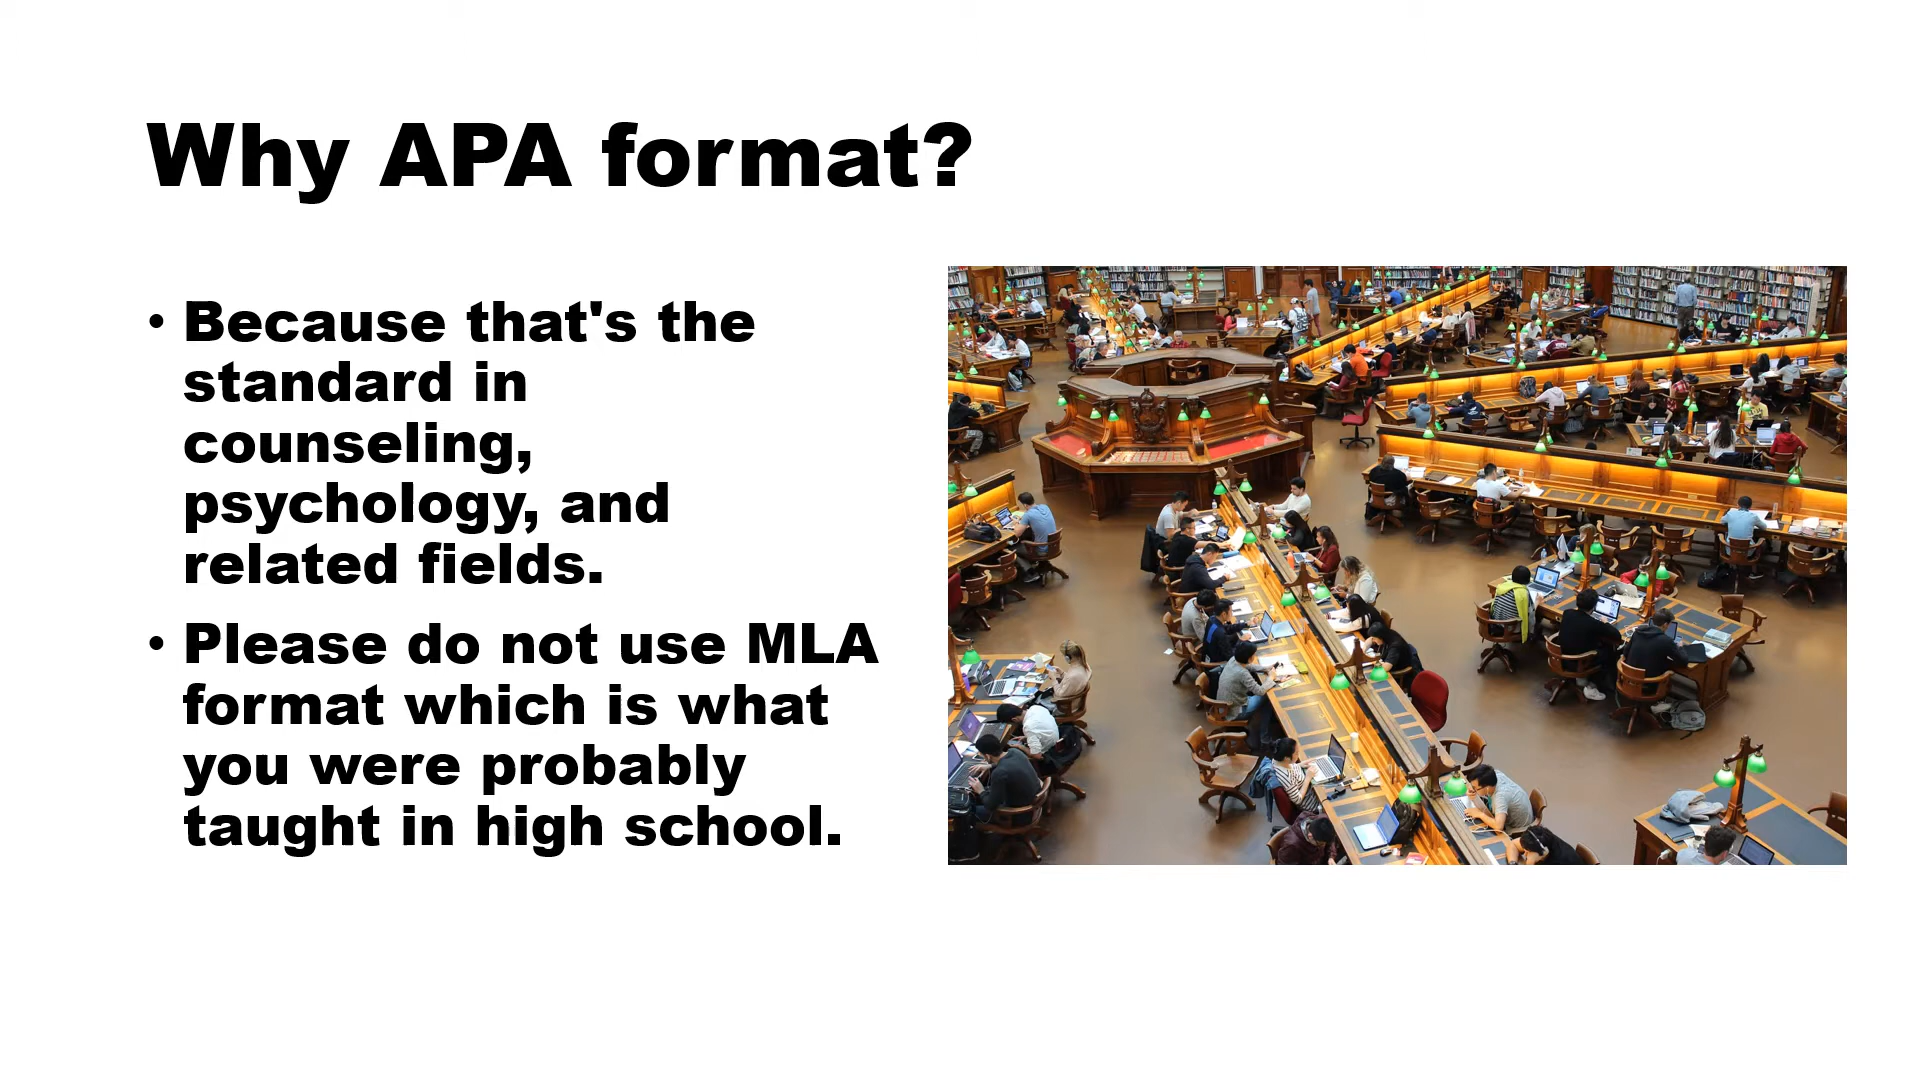 Why APA format?
• Because that's the
standard in
counseling,
psychology, and
related fields.
• Please do not use MLA
format which is what
you were probably
taught in high school.